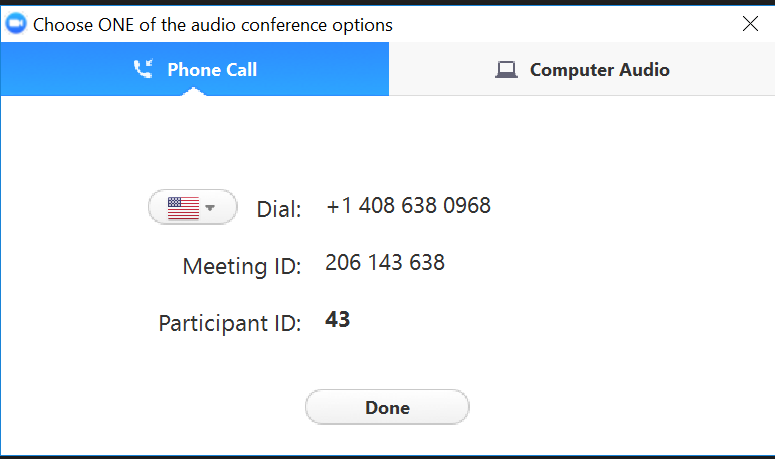 Choose ONE of the audio conference options
Phone Call
Computer Audio
Dial: +1 408 638 0968
Meeting ID: 206 143 638
Participant ID: 43
Done